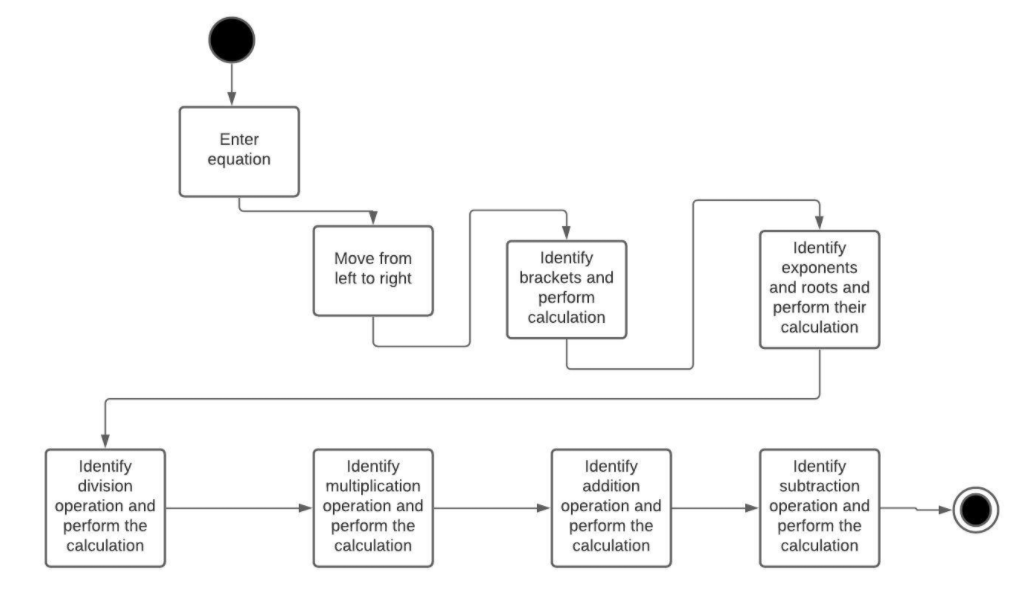 Enter
equation
Move from
left to right
Identify
brackets and
perform
calculation
Identify
exponents
and roots and
perform their
calculation
Identify
division
operation and
perform the
calculation
Identify
multiplication
operation and
perform the
calculation
Identify
addition
operation and
perform the
calculation
Identify
subtraction
operation and
perform the
calculation